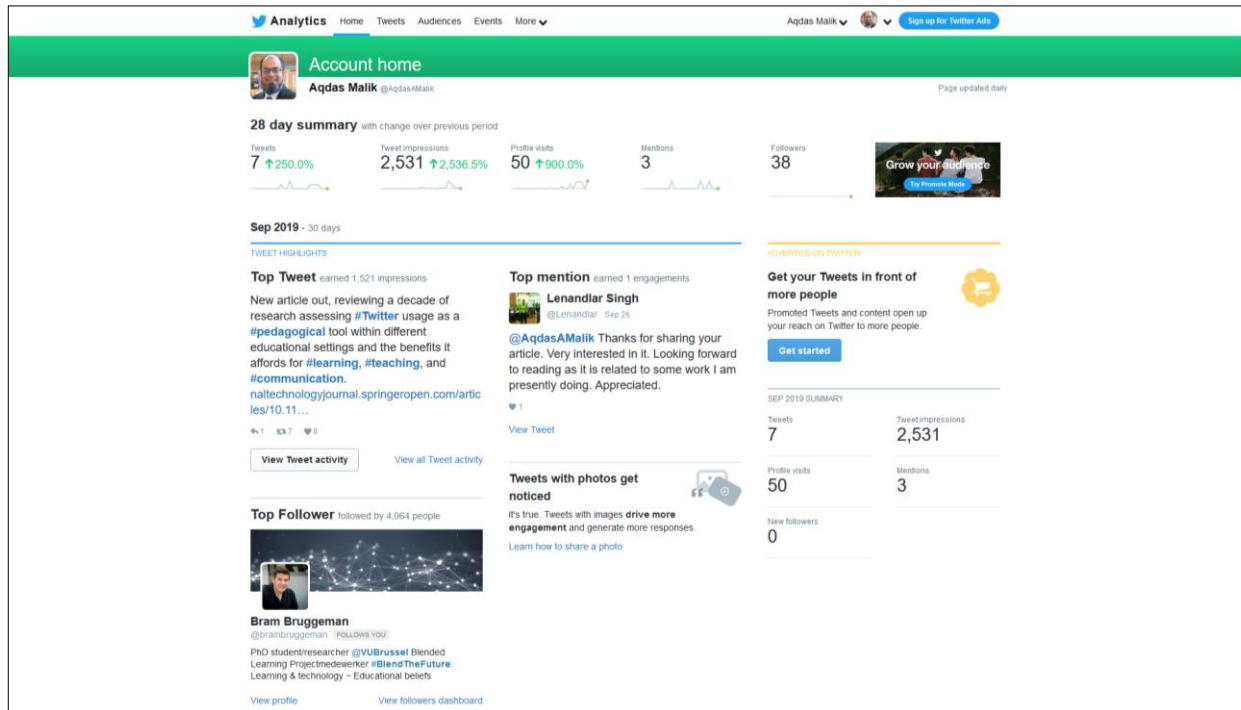 Analytics Home Tweets Audiences Events More
Aqdas Malik
Sign up for Twitter Ads
Account home
Aqdas Malik @AqdasAMalik
Page updated daily
28 day summary with change over previous period
Tweets
7 250.0%
Tweet impressions
2,531 2,536.5%
Profile visits
50 900.0%
Mentions
3
Followers
38
Grow your audience
Try Promote Mode
Sep 2019 • 30 days
TWEET HIGHLIGHTS
Top Tweet earned 1,521 impressions
New article out, reviewing a decade of
research assessing #Twitter usage as a
#pedagogical tool within different
educational settings and the benefits it
affords for #learning, #teaching, and
#communication.
naltechnologyjournal.springeropen.com/artic
les/10.11…
1 7 8
View Tweet activity
View all Tweet activity
Top Follower followed by 4,064 people
Bram Bruggeman
@brambruggeman FOLLOWS YOU
PhD student/researcher @VUBrussel Blended
Learning Projectmedewerker #BlendTheFuture.
Learning & technology ~ Educational beliefs
View profile
View followers dashboard
Top mention earned 1 engagements
Lenandlar Singh
@Lenandlar · Sep 26
@AqdasAMalik Thanks for sharing your
article. Very interested in it. Looking forward
to reading as it is related to some work I am
presently doing. Appreciated.
1
View Tweet
Tweets with photos get
noticed
It's true. Tweets with images drive more
engagement and generate more responses.
Learn how to share a photo
ADVERTISE ON TWITTER
Get your Tweets in front of
more people
Promoted Tweets and content open up
your reach on Twitter to more people.
Get started
SEP 2019 SUMMARY
Tweets
7
Tweet impressions
2,531
Profile visits
50
Mentions
3
New followers
0